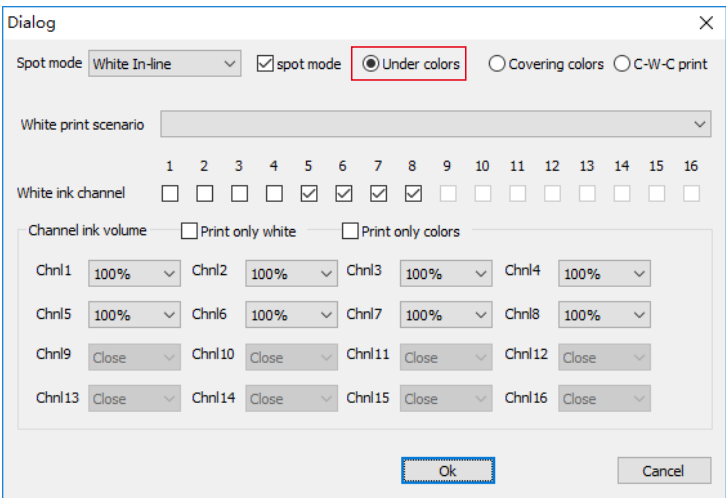 Dialog
Spot mode White In-line spot mode Under colors Covering colors C-W-C print
White print scenario
1 2 3 4 5 6 7 8 9 10 11 12 13 14 15 16
White ink channel
Channel ink volume Print only white Print only colors
Chnl1 100% Chnl2 100% Chnl3 100% Chnl4 100%
Chnl5 100% Chnl6 100% Chnl7 100% Chnl8 100%
Chnl9 Close Chnl10 Close Chnl11 Close Chnl12 Close
Chnl13 Close Chnl14 Close Chnl15 Close Chnl16 Close
Ok Cancel